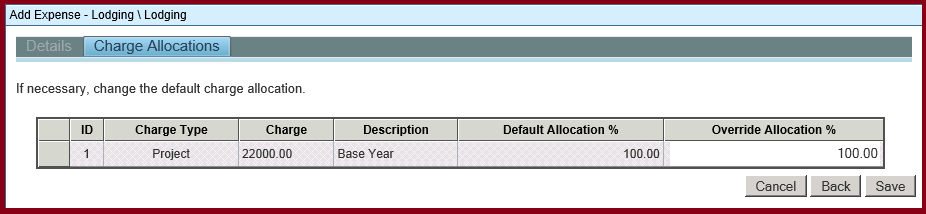 Add Expense - Lodging \ Lodging
Details Charge Allocations
If necessary, change the default charge allocation.
ID Charge Type Charge Description Default Allocation % Override Allocation %
1 Project 22000.00 Base Year 100.00 100.00
Cancel Back Save